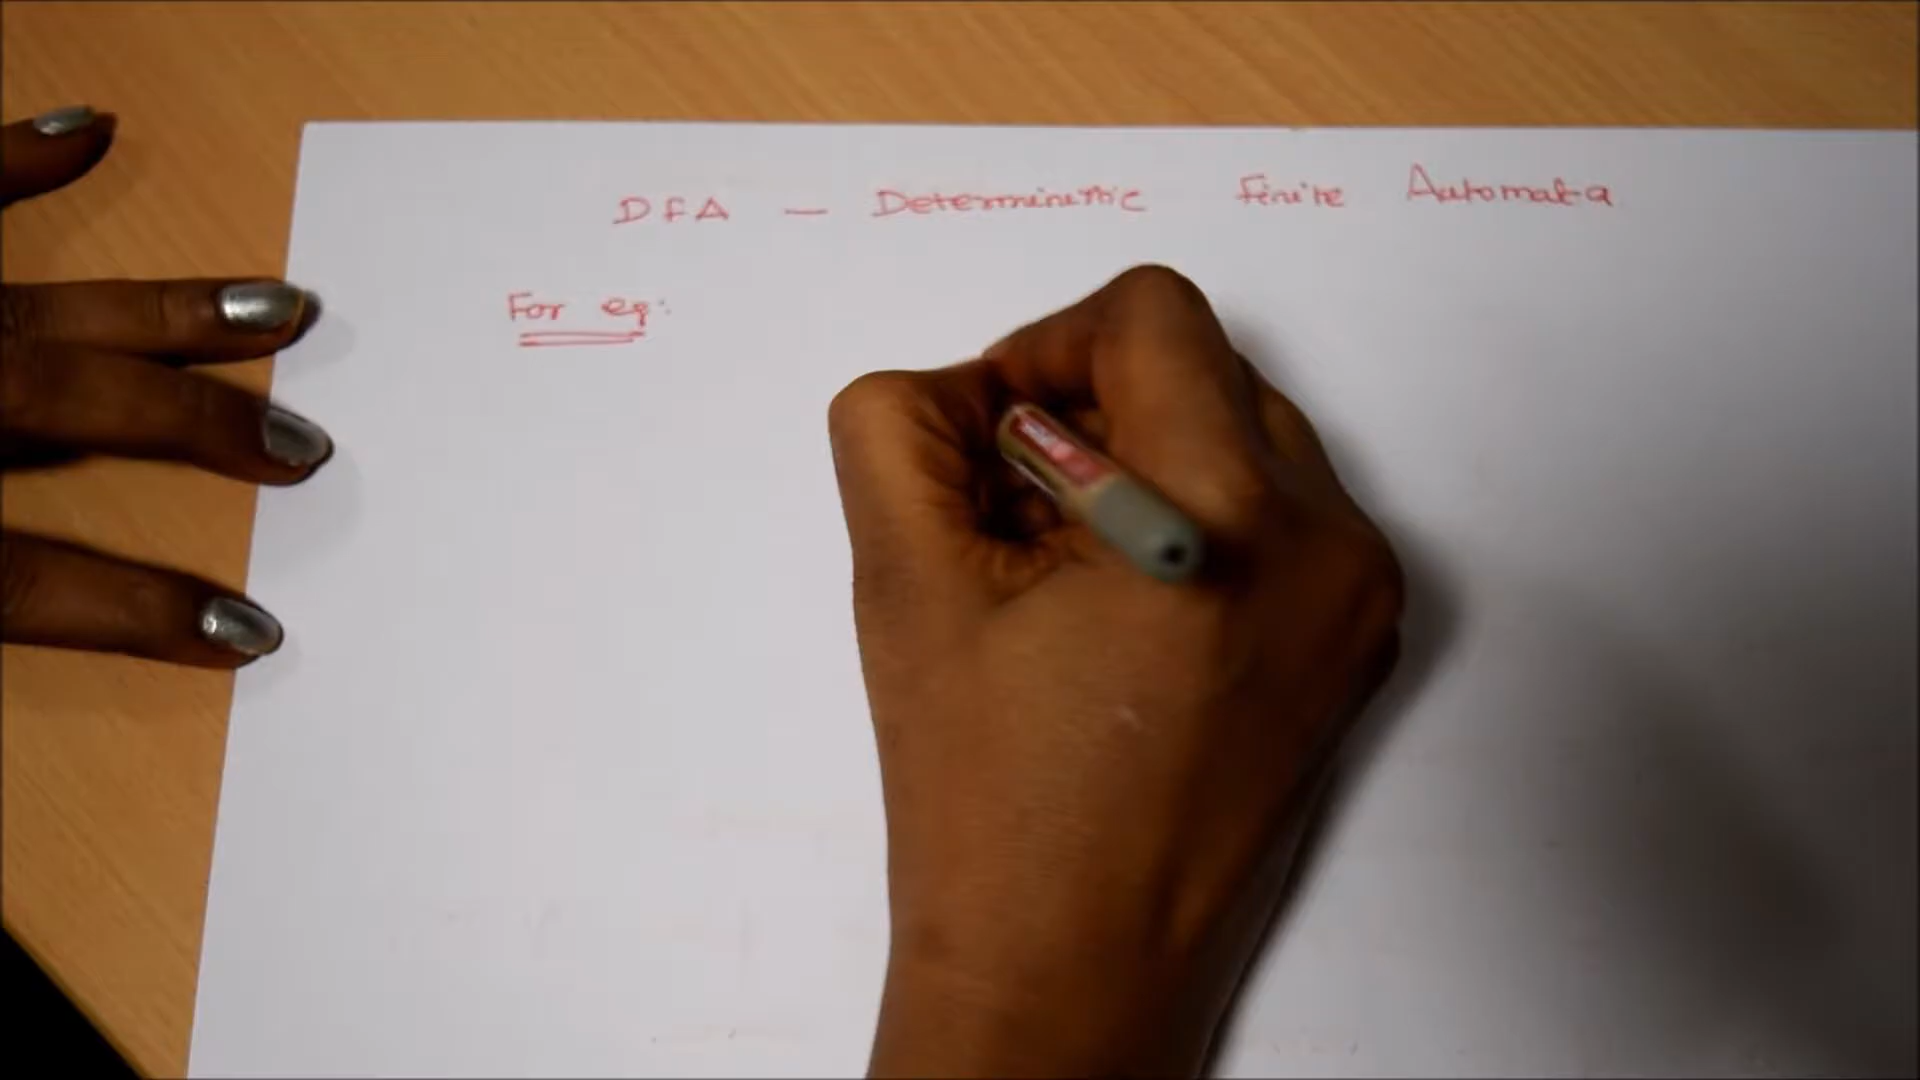 DFA — Deterministic Finite Automata
For eg: